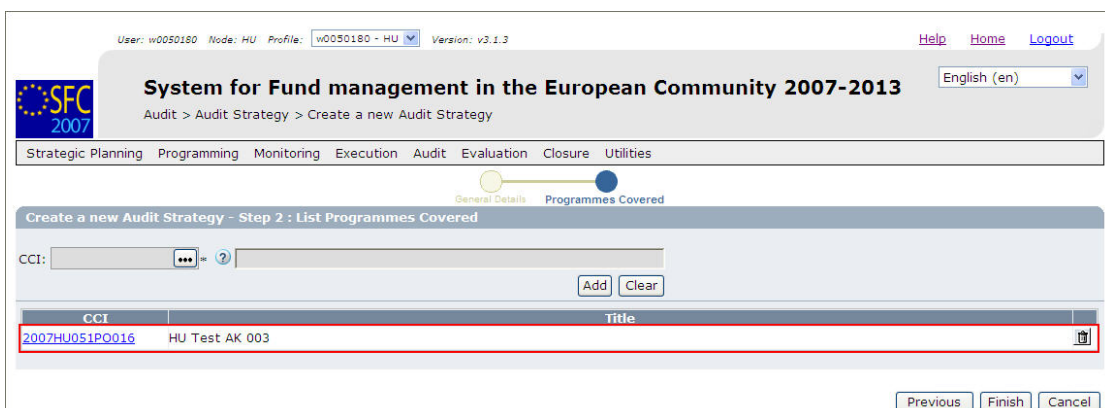 User: w0050180 Node: HU Profile: w0050180 - HU Version: v3.1.3 Help Home Logout
English (en)
SFC
2007
System for Fund management in the European Community 2007-2013
Audit > Audit Strategy > Create a new Audit Strategy
Strategic Planning Programming Monitoring Execution Audit Evaluation Closure Utilities
General Details Programmes Covered
Create a new Audit Strategy - Step 2 : List Programmes Covered
CCI: ... * ?
Add Clear
CCI Title
2007HU051PO016 HU Test AK 003
Previous Finish Cancel